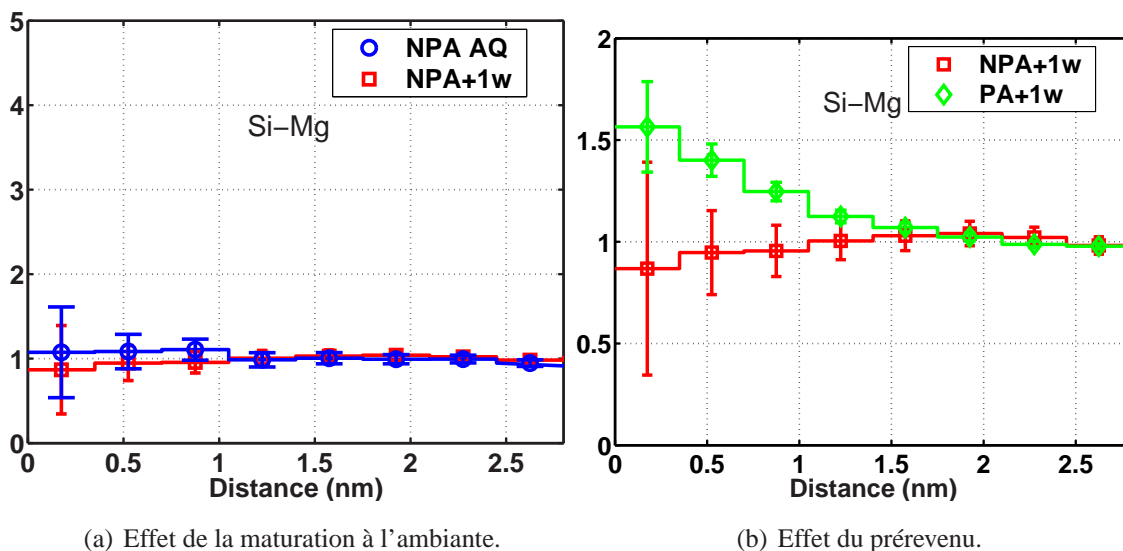 5
4
3
2
1
0
NPA AQ
NPA+1w
Si−Mg
0 0.5 1 1.5 2 2.5
Distance (nm)
(a) Effet de la maturation à l’ambiante.
2
1.5
1
0.5
0
NPA+1w
PA+1w
Si−Mg
0 0.5 1 1.5 2 2.5
Distance (nm)
(b) Effet du prérevenu.